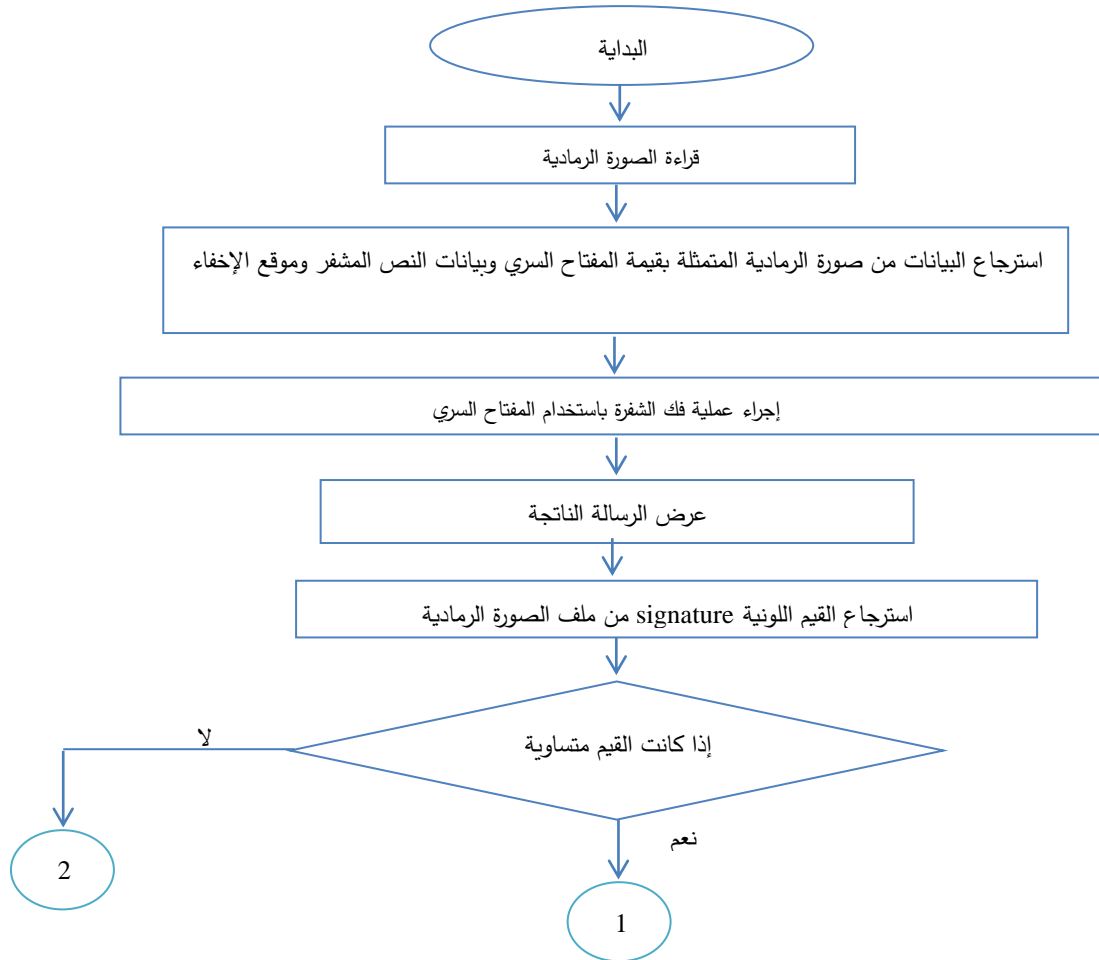 البداية
قراءة الصورة الرمادية
استرجاع البيانات من صورة الرمادية المتمثلة بقيمة المفتاح السري وبيانات النص المشفر وموقع الإخفاء
إجراء عملية فك الشفرة باستخدام المفتاح السري
عرض الرسالة الناتجة
استرجاع القيم اللونية signature من ملف الصورة الرمادية
إذا كانت القيم متساوية
لا
نعم
2
1